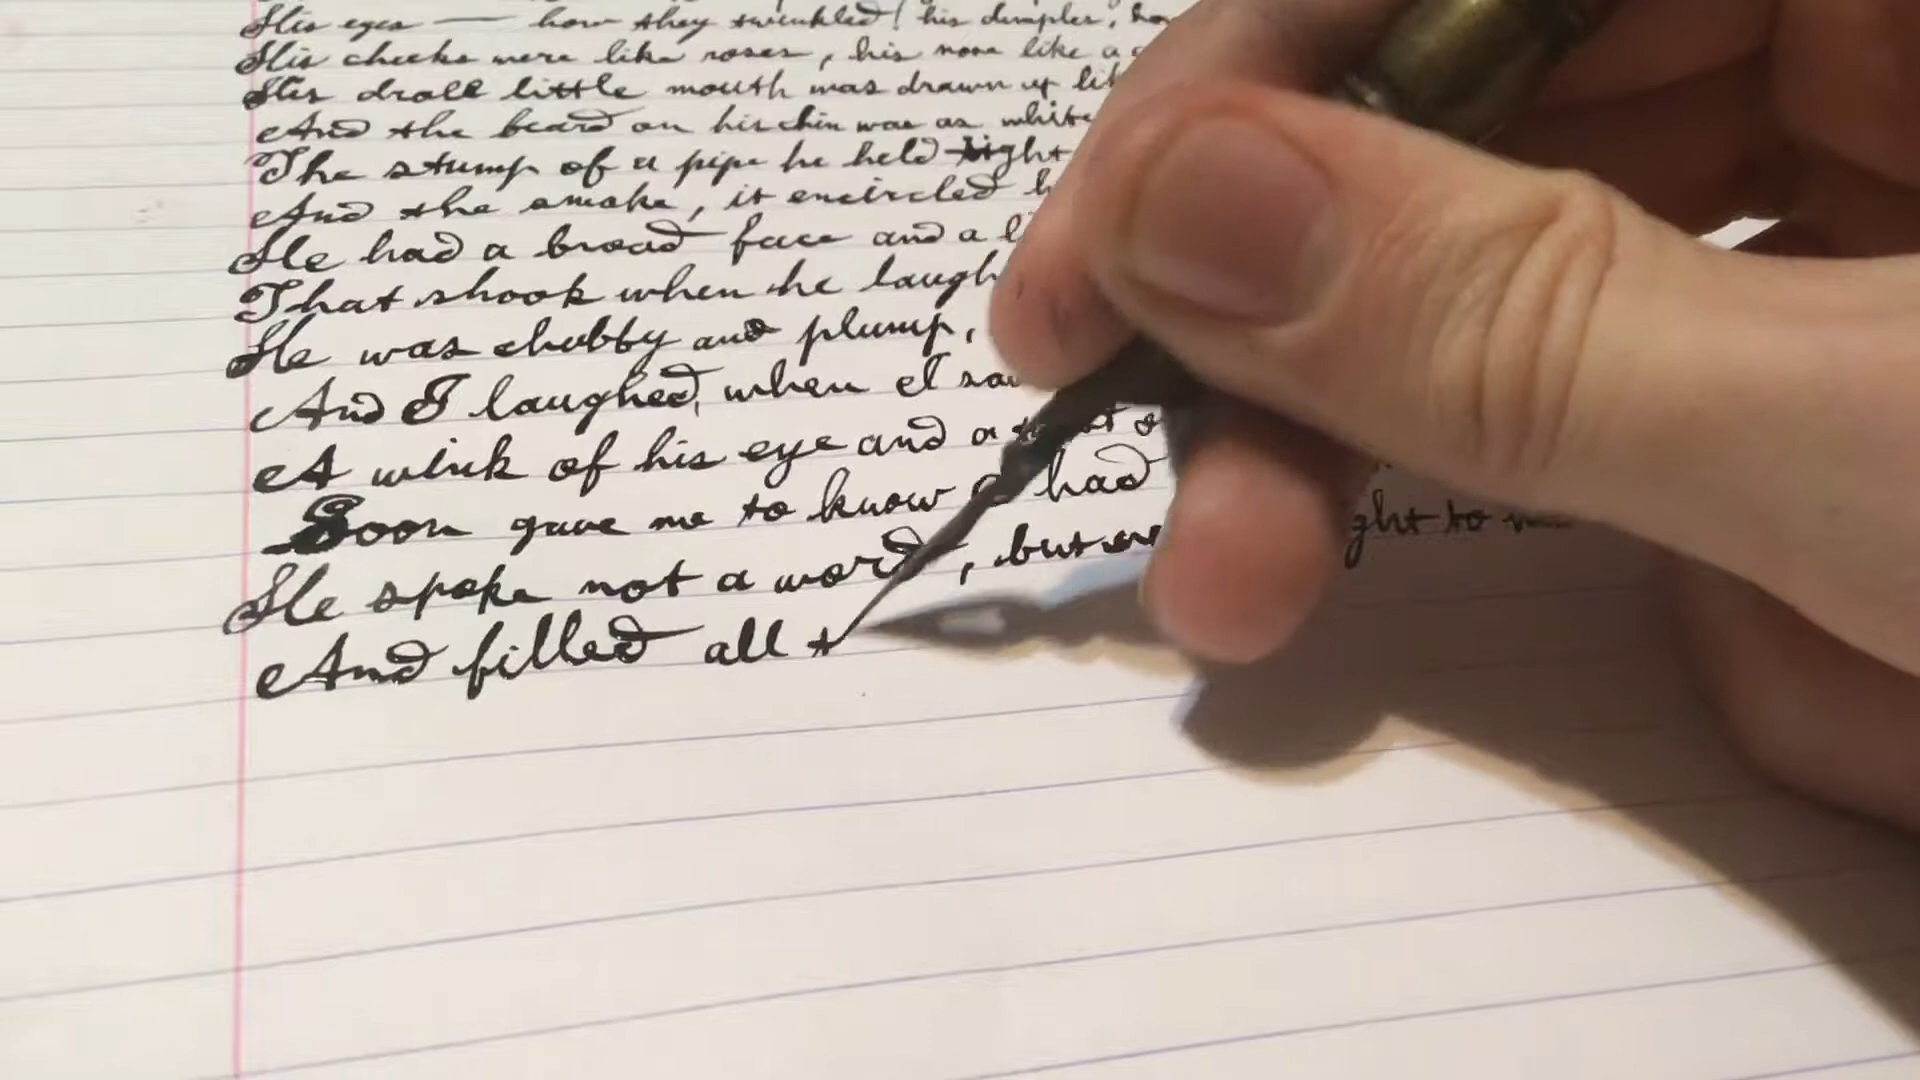 His eyes — how they twinkled! his dimples, how
His cheeks were like roses, his nose like a
His droll little mouth was drawn up
And the beard on his chin was as white
The stump of a pipe he held tight
And the smoke, it encircled
He had a broad face and a
That shook when he laugh
He was chubby and plump,
And I laughed, when I saw
A wink of his eye and a
Soon gave me to know I had
He spoke not a word, but ght to
And filled all t